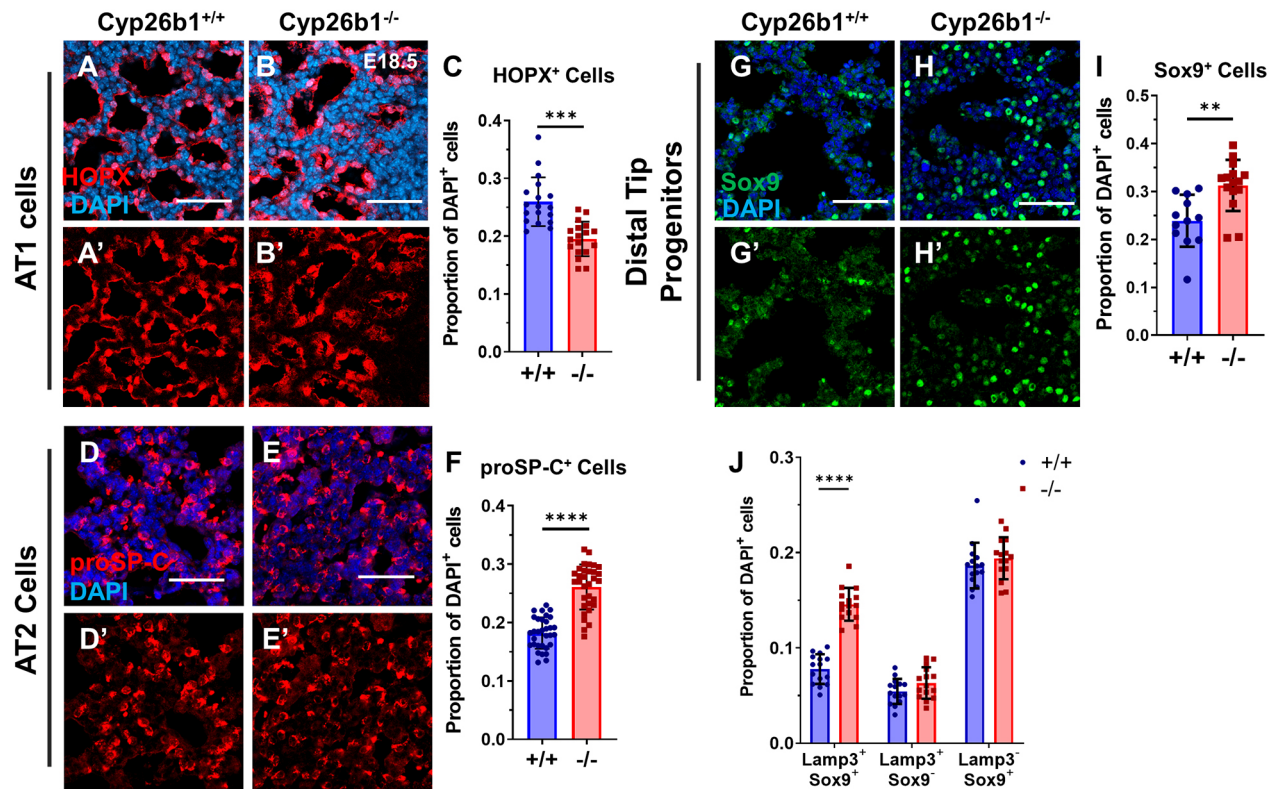 Cyp26b1+/+
Cyp26b1-/-
AT1 cells
A
HOPX
DAPI
B
E18.5
A'
B'
C
HOPX+ Cells
***
Proportion of DAPI+ cells
0.4
0.3
0.2
0.1
0.0
+/+
-/-
AT2 Cells
D
proSP-C
DAPI
E
D'
E'
F
proSP-C+ Cells
****
Proportion of DAPI+ cells
0.4
0.3
0.2
0.1
0.0
+/+
-/-
Cyp26b1+/+
Cyp26b1-/-
Distal Tip
Progenitors
G
Sox9
DAPI
H
G'
H'
I
Sox9+ Cells
**
Proportion of DAPI+ cells
0.5
0.4
0.3
0.2
0.1
0.0
+/+
-/-
J
+/+
-/-
****
Proportion of DAPI+ cells
0.3
0.2
0.1
0.0
Lamp3+
Sox9+
Lamp3+
Sox9-
Lamp3-
Sox9+